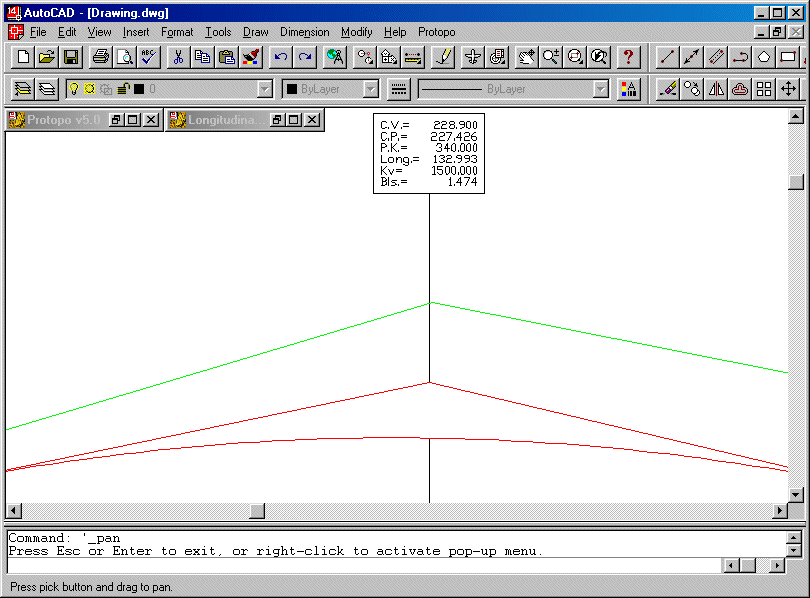 AutoCAD - [Drawing.dwg]
File Edit View Insert Format Tools Draw Dimension Modify Help Protopo
ABC
0 ByLayer ByLayer
Protopo v5.0 Longitudina...
C.V.= 228.900
C.P.= 227.426
P.K.= 340.000
Long.= 132.993
Kv= 1500.000
Bis.= 1.474
Command: '_pan
Press Esc or Enter to exit, or right-click to activate pop-up menu.
Press pick button and drag to pan.